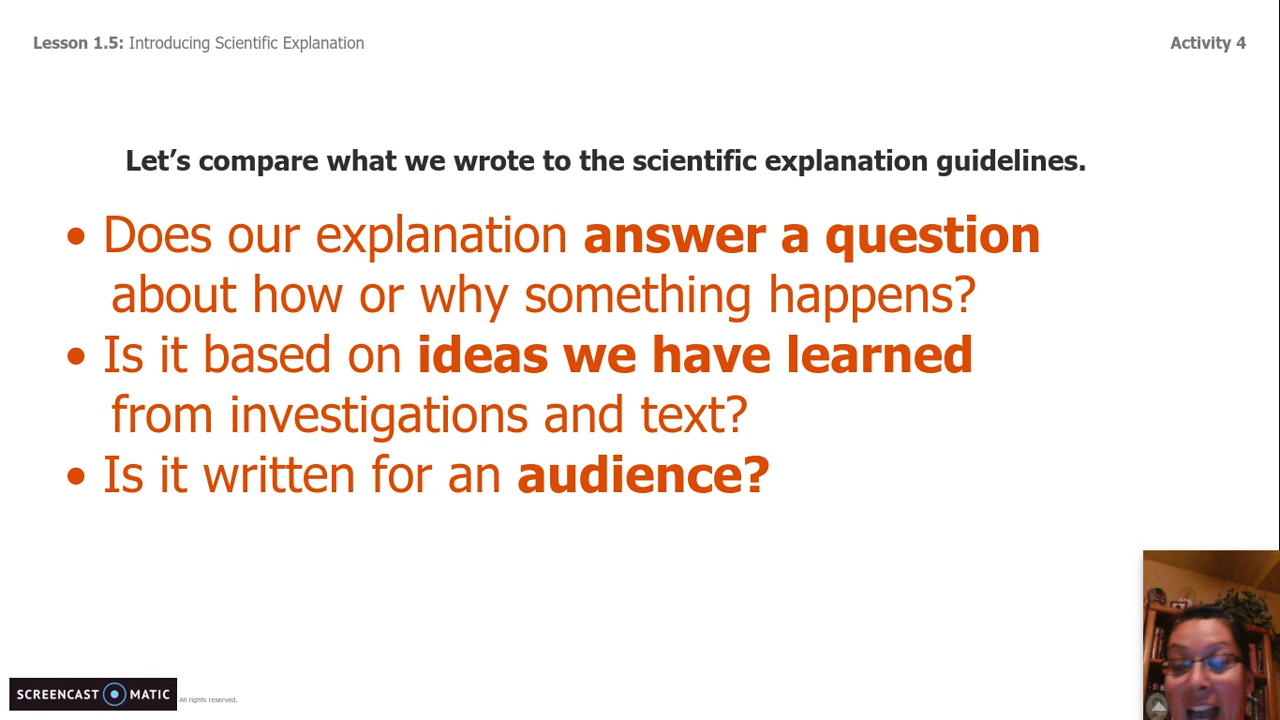 Lesson 1.5: Introducing Scientific Explanation
Activity 4
Let's compare what we wrote to the scientific explanation guidelines.
• Does our explanation answer a question
about how or why something happens?
• Is it based on ideas we have learned
from investigations and text?
• Is it written for an audience?
SCREENCAST MATIC
All rights reserved.